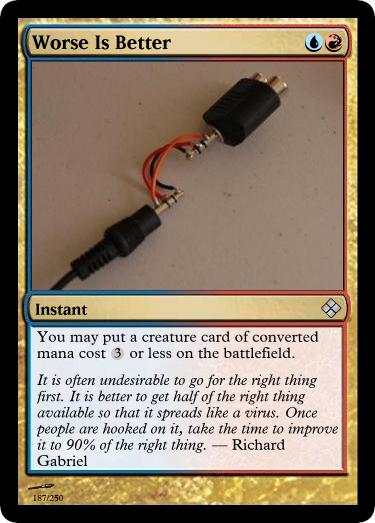 Worse Is Better
Instant
You may put a creature card of converted
mana cost 3 or less on the battlefield.
It is often undesirable to go for the right thing
first. It is better to get half of the right thing
available so that it spreads like a virus. Once
people are hooked on it, take the time to improve
it to 90% of the right thing. — Richard
Gabriel
187/250